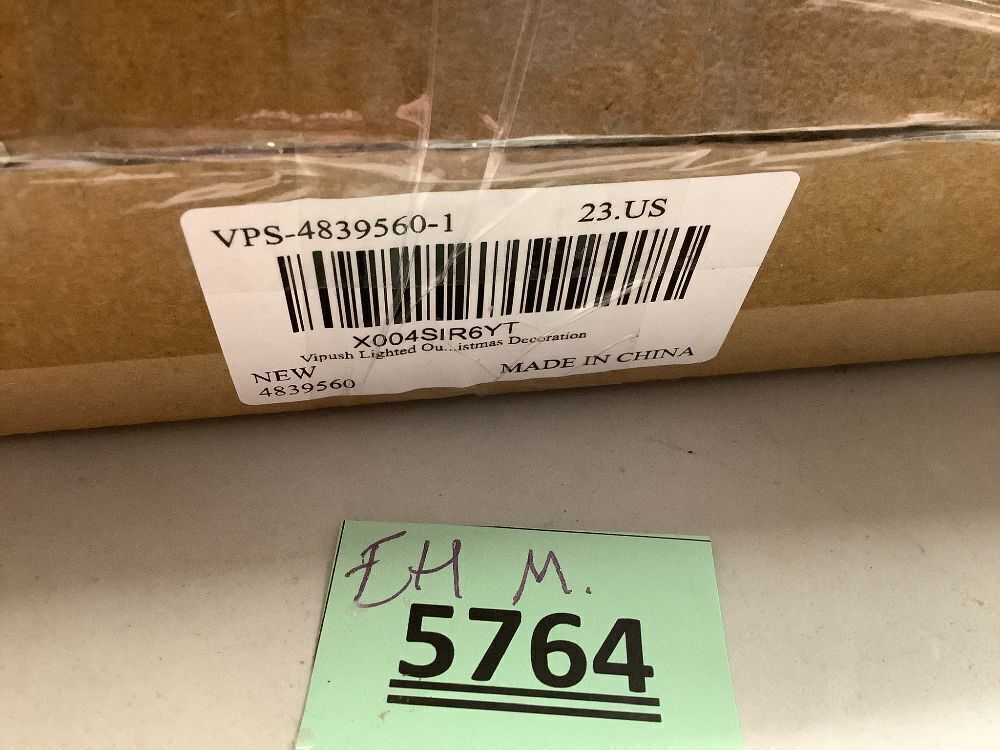 VPS-4839560-1 23.US
X004SIR6YT
Vipush Lighted Ou...istmas Decoration
NEW MADE IN CHINA
4839560
EH M.
5764